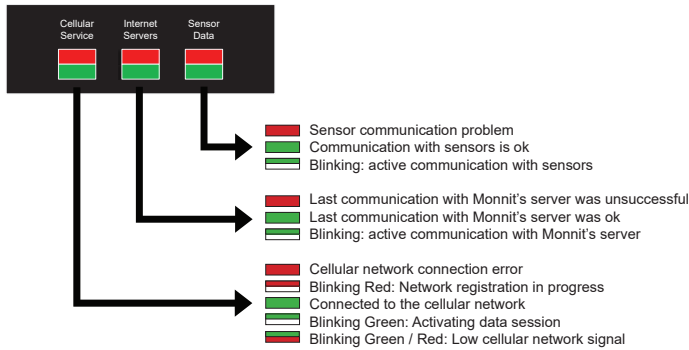 Cellular Service
Internet Servers
Sensor Data
Sensor communication problem
Communication with sensors is ok
Blinking: active communication with sensors
Last communication with Monnit's server was unsuccessful
Last communication with Monnit's server was ok
Blinking: active communication with Monnit's server
Cellular network connection error
Blinking Red: Network registration in progress
Connected to the cellular network
Blinking Green: Activating data session
Blinking Green / Red: Low cellular network signal